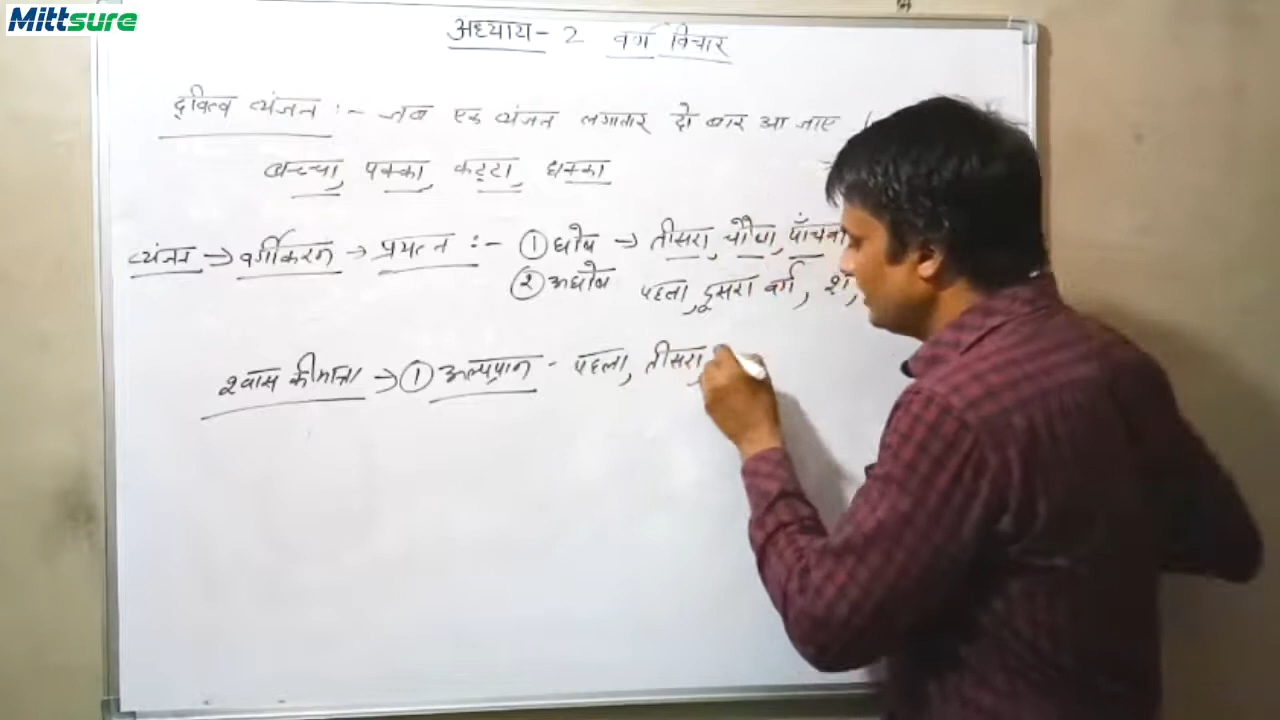 Mittsure
अध्याय - 2 वर्ण विचार
द्वित्व व्यंजन :- जब एक व्यंजन लगातार दो बार आ जाए
बच्चा, पक्का, कट्टा, धक्का
व्यंजन → वर्गीकरन → प्रयत्न :- ① घोष → तीसरा, चौथा, पाँचवा
② अघोष पहला, दूसरा वर्ग, श,
श्वास की मात्रा → ① अल्पप्रान - पहला, तीसरा,